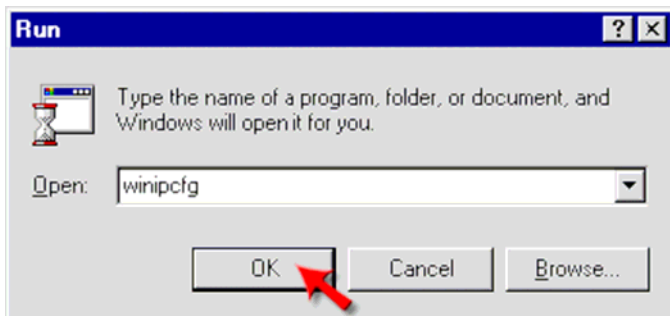 Run
Type the name of a program, folder, or document, and
Windows will open it for you.
Open: winipcfg
OK Cancel Browse...